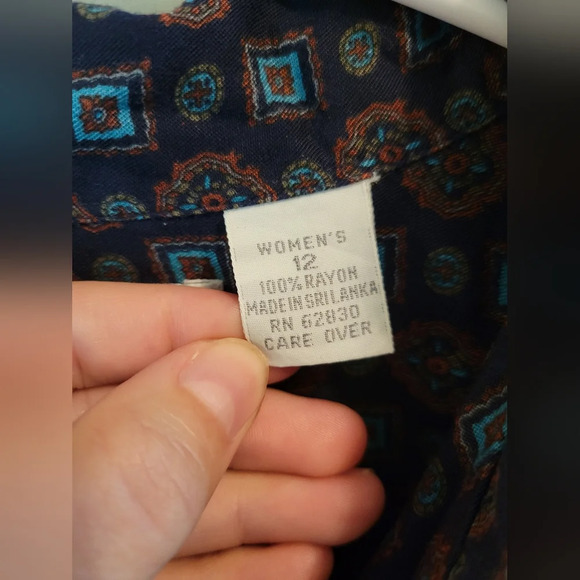 WOMEN'S
12
100% RAYON
MADE IN SRI LANKA
RN 62830
CARE OVER